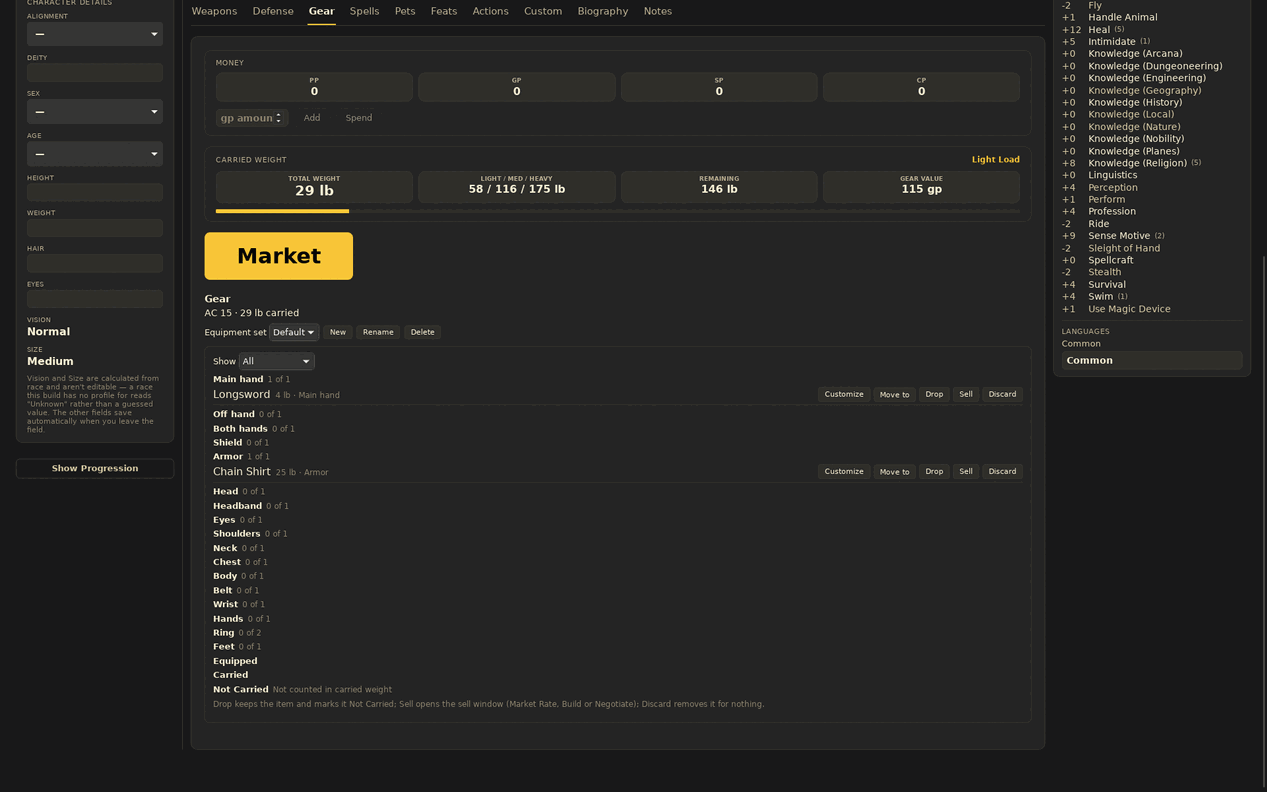 CHARACTER DETAILS
ALIGNMENT
—
DEITY
SEX
—
AGE
—
HEIGHT
WEIGHT
HAIR
EYES
VISION
Normal
SIZE
Medium
Vision and Size are calculated from
race and aren't editable — a race
this build has no profile for reads
"Unknown" rather than a guessed
value. The other fields save
automatically when you leave the
field.
Show Progression
Weapons Defense Gear Spells Pets Feats Actions Custom Biography Notes
MONEY
PP GP SP CP
0 0 0 0
gp amoun Add Spend
CARRIED WEIGHT Light Load
TOTAL WEIGHT LIGHT / MED / HEAVY REMAINING GEAR VALUE
29 lb 58 / 116 / 175 lb 146 lb 115 gp
Market
Gear
AC 15 · 29 lb carried
Equipment set Default New Rename Delete
Show All
Main hand 1 of 1
Longsword 4 lb · Main hand Customize Move to Drop Sell Discard
Off hand 0 of 1
Both hands 0 of 1
Shield 0 of 1
Armor 1 of 1
Chain Shirt 25 lb · Armor Customize Move to Drop Sell Discard
Head 0 of 1
Headband 0 of 1
Eyes 0 of 1
Shoulders 0 of 1
Neck 0 of 1
Chest 0 of 1
Body 0 of 1
Belt 0 of 1
Wrist 0 of 1
Hands 0 of 1
Ring 0 of 2
Feet 0 of 1
Equipped
Carried
Not Carried Not counted in carried weight
Drop keeps the item and marks it Not Carried; Sell opens the sell window (Market Rate, Build or Negotiate); Discard removes it for nothing.
-2 Fly
+1 Handle Animal
+12 Heal (5)
+5 Intimidate (1)
+0 Knowledge (Arcana)
+0 Knowledge (Dungeoneering)
+0 Knowledge (Engineering)
+0 Knowledge (Geography)
+0 Knowledge (History)
+0 Knowledge (Local)
+0 Knowledge (Nature)
+0 Knowledge (Nobility)
+0 Knowledge (Planes)
+8 Knowledge (Religion) (5)
+0 Linguistics
+4 Perception
+1 Perform
+4 Profession
-2 Ride
+9 Sense Motive (2)
-2 Sleight of Hand
+0 Spellcraft
-2 Stealth
+4 Survival
+4 Swim (1)
+1 Use Magic Device
LANGUAGES
Common
Common